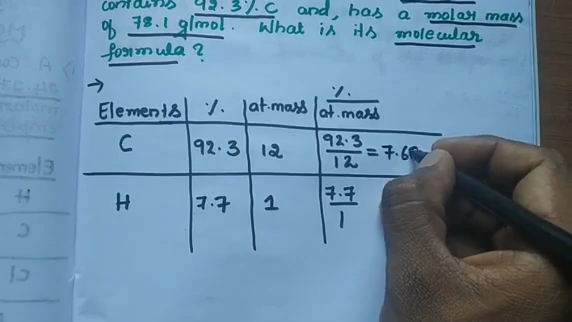 contains 92.3% C and, has a molar mass
of 78.1 g/mol. What is its molecular
formula?
→
Elements % at.mass %/at.mass
C 92.3 12 92.3/12 = 7.69
H 7.7 1 7.7/1